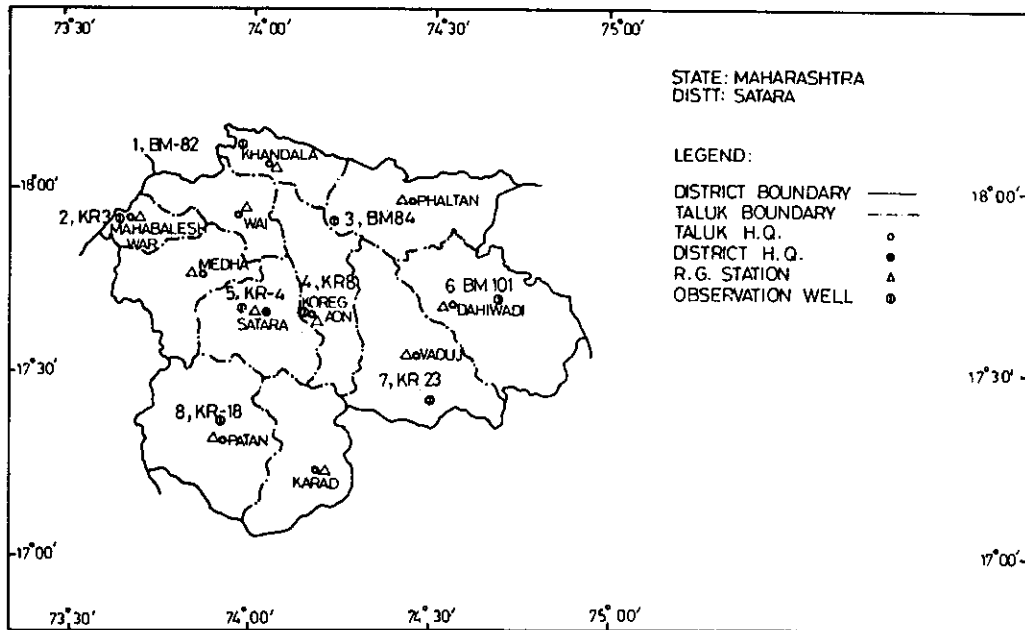 73°30' 74°00' 74°30' 75°00'
STATE: MAHARASHTRA
DISTT: SATARA
LEGEND:
DISTRICT BOUNDARY
TALUK BOUNDARY
TALUK H.Q.
DISTRICT H.Q.
R.G. STATION
OBSERVATION WELL
1, BM-82
KHANDALA
18°00'
18°00'
PHALTAN
2, KR3
MAHABALESH
WAR
WAI
3, BM84
MEDHA
4, KR8
5, KR-4
KOREG
AON
SATARA
6 BM 101
DAHIWADI
VADUJ
17°30'
17°30'
7, KR 23
8, KR-18
PATAN
KARAD
17°00'
17°00'
73°30' 74°00' 74°30' 75°00'